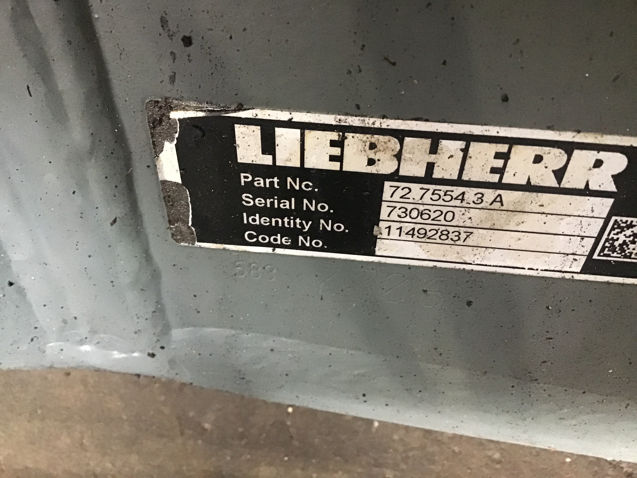 LIEBHERR
Part No. 72.7554.3 A
Serial No. 730620
Identity No. 11492837
Code No.